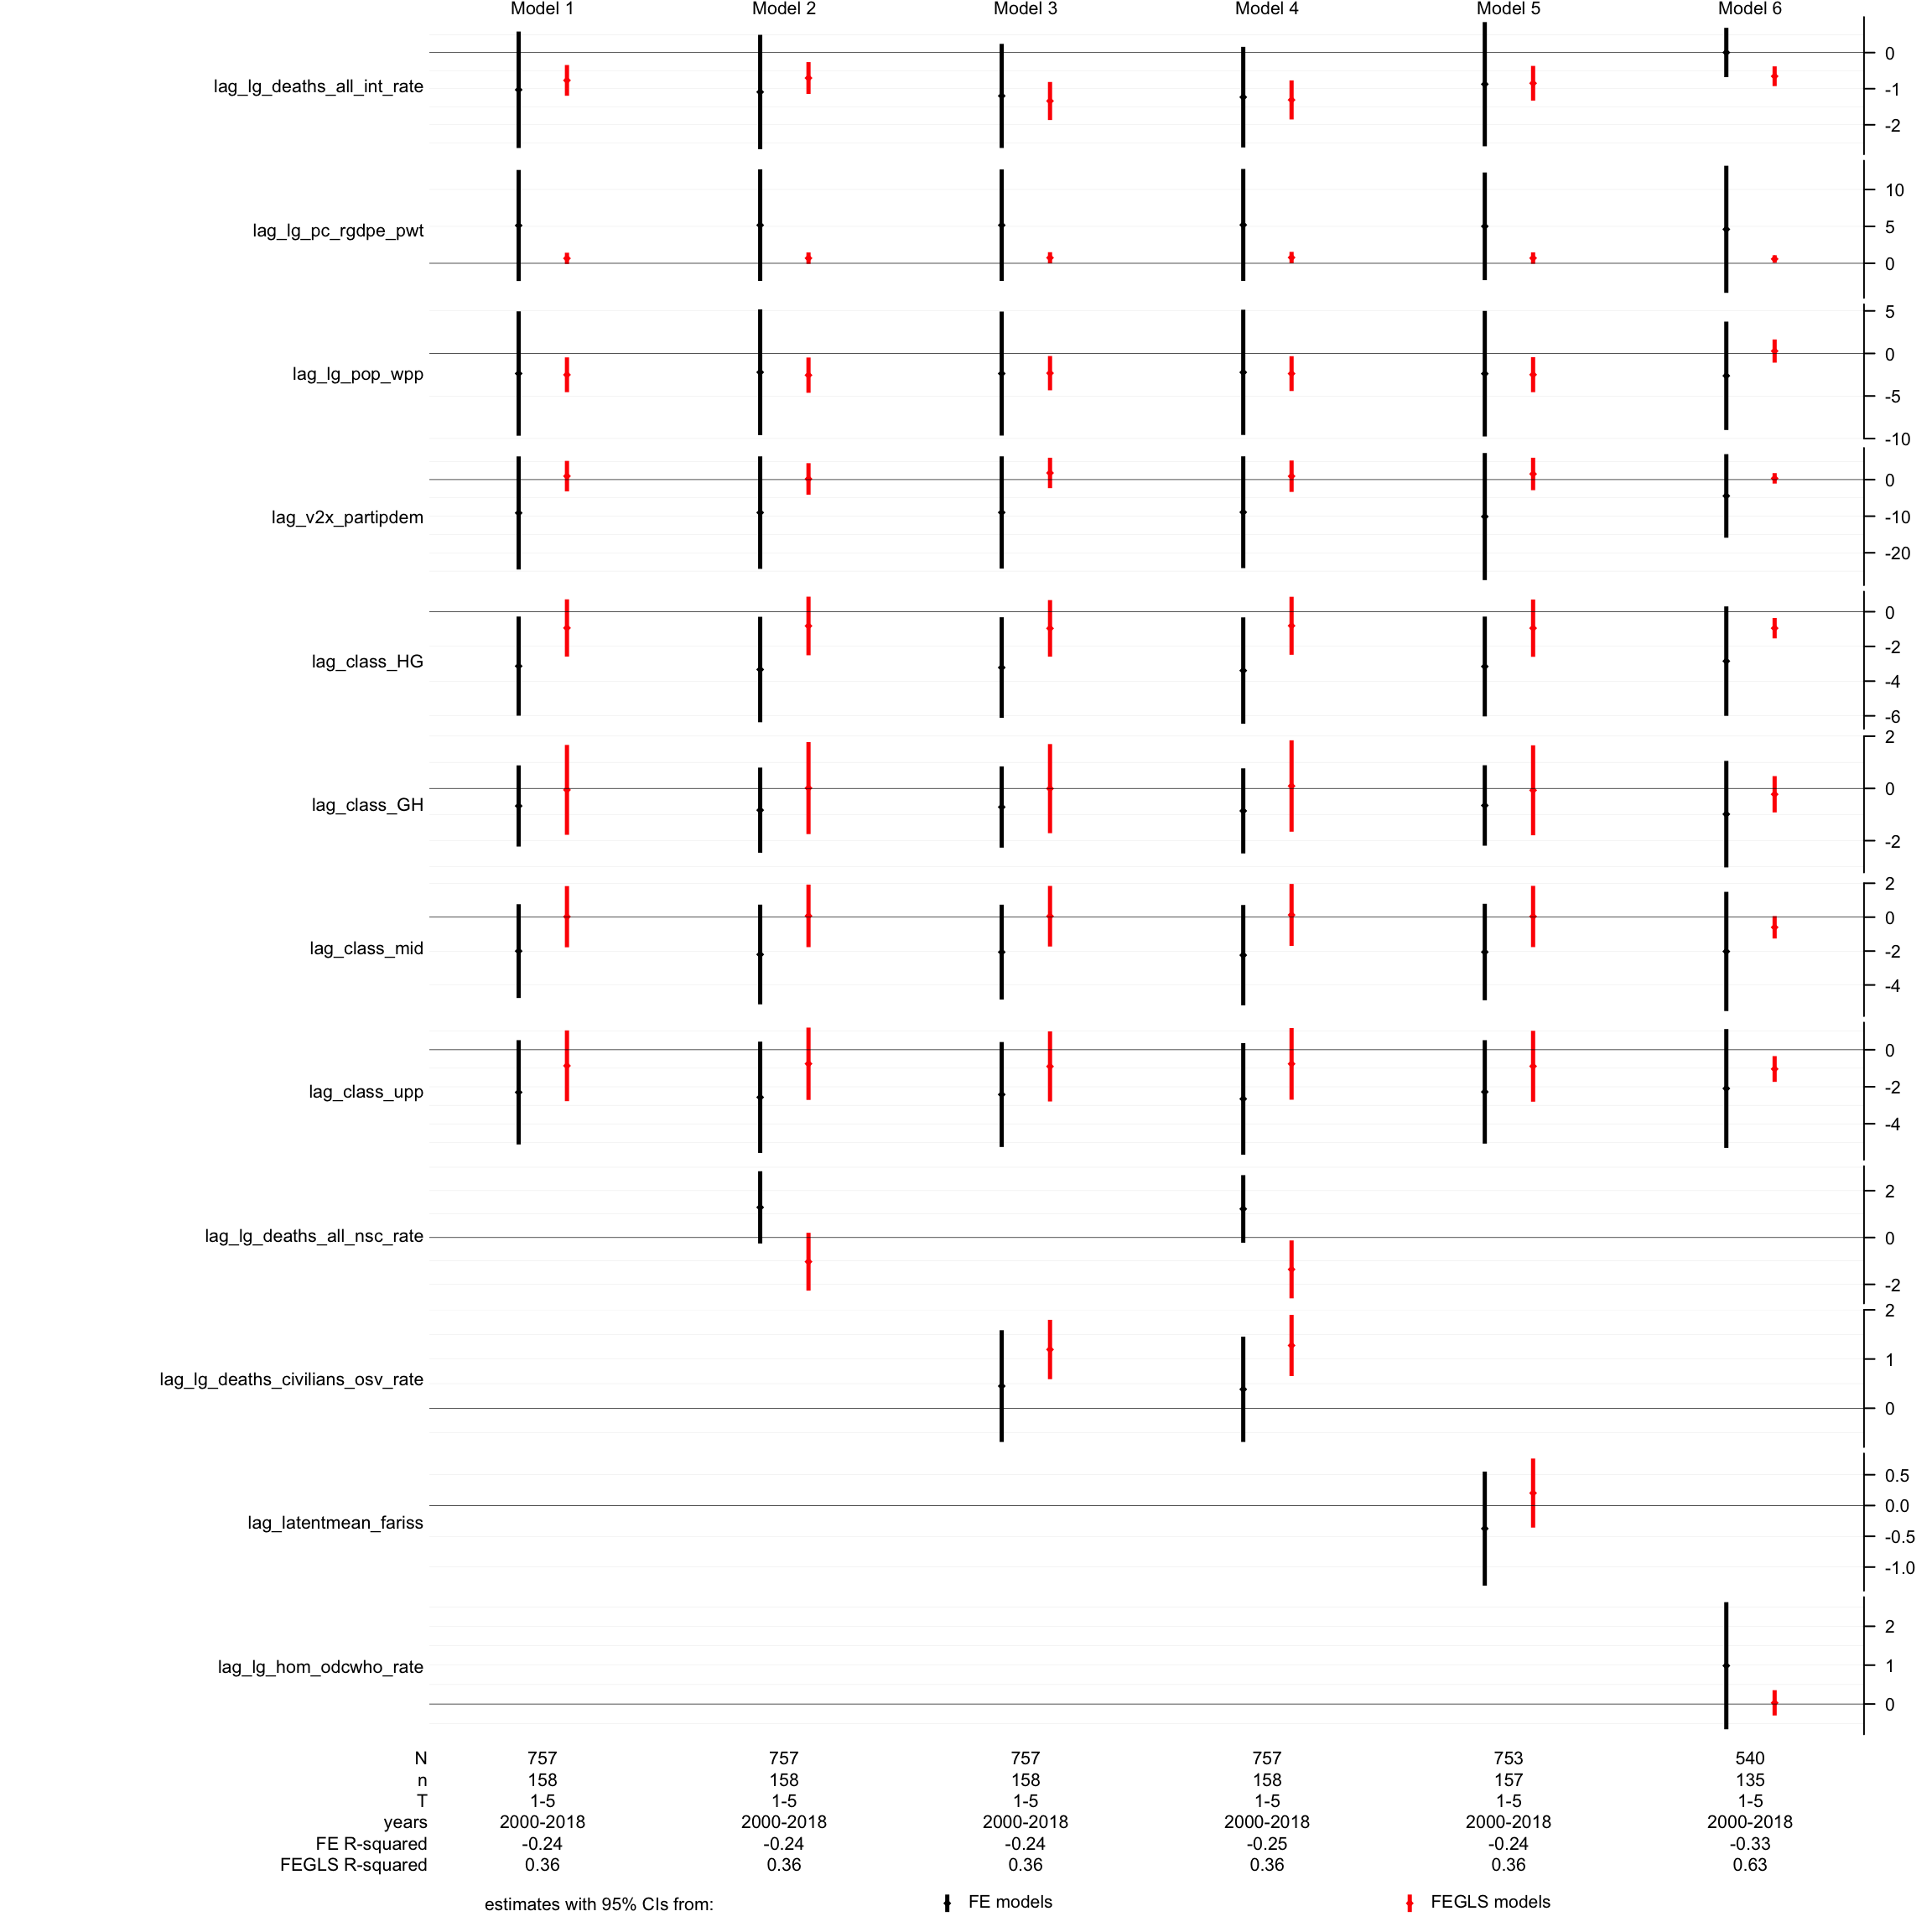 Model 1 Model 2 Model 3 Model 4 Model 5 Model 6
lag_lg_deaths_all_int_rate
0
-1
-2
lag_lg_pc_rgdpe_pwt
10
5
0
lag_lg_pop_wpp
5
0
-5
-10
lag_v2x_partipdem
0
-10
-20
lag_class_HG
0
-2
-4
-6
lag_class_GH
2
0
-2
lag_class_mid
2
0
-2
-4
lag_class_upp
0
-2
-4
lag_lg_deaths_all_nsc_rate
2
0
-2
lag_lg_deaths_civilians_osv_rate
2
1
0
lag_latentmean_fariss
0.5
0.0
-0.5
-1.0
lag_lg_hom_odcwho_rate
2
1
0
N 757 757 757 757 753 540
n 158 158 158 158 157 135
T 1-5 1-5 1-5 1-5 1-5 1-5
years 2000-2018 2000-2018 2000-2018 2000-2018 2000-2018 2000-2018
FE R-squared -0.24 -0.24 -0.24 -0.25 -0.24 -0.33
FEGLS R-squared 0.36 0.36 0.36 0.36 0.36 0.63
estimates with 95% CIs from: FE models FEGLS models